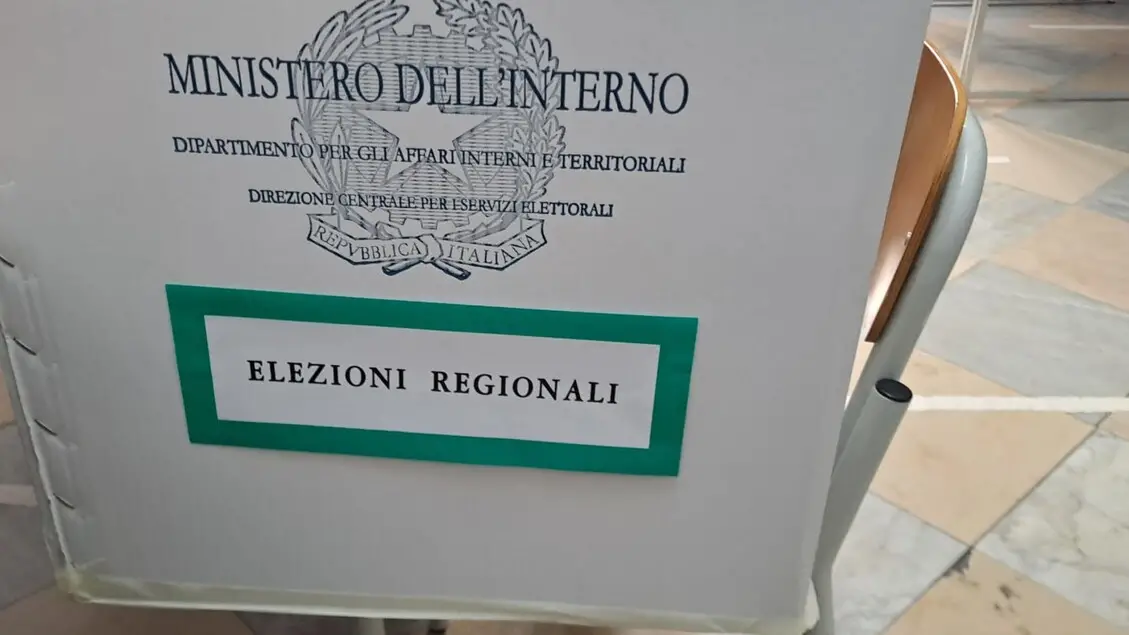 MINISTERO DELL'INTERNO
DIPARTIMENTO PER GLI AFFARI INTERNI E TERRITORIALI
DIREZIONE CENTRALE PER I SERVIZI ELETTORALI
REPVBBLICA ITALIANA
ELEZIONI REGIONALI